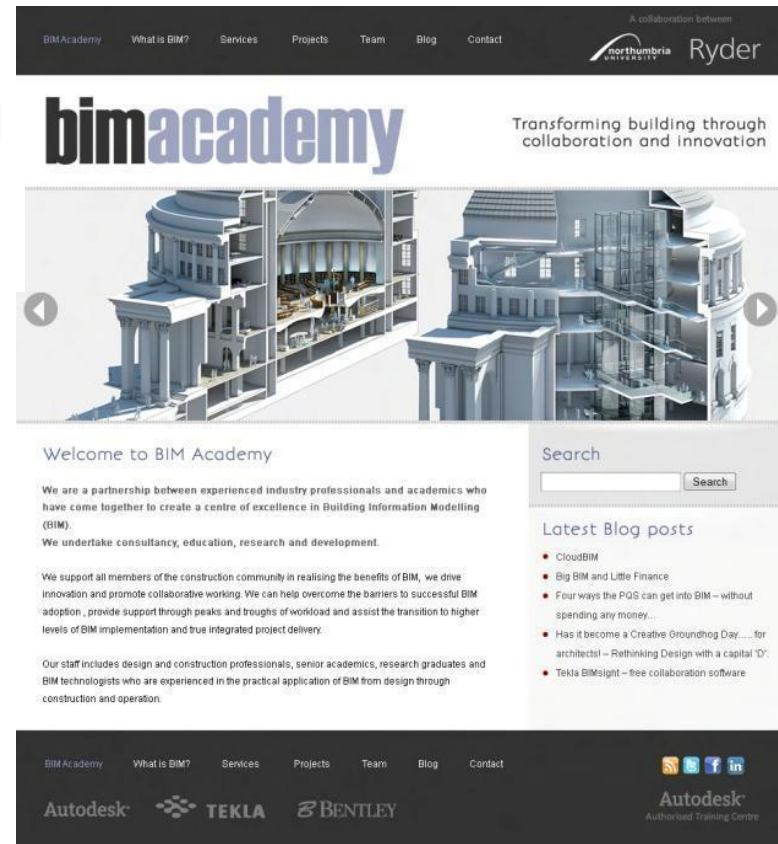 A collaboration between
BIM Academy What is BIM? Services Projects Team Blog Contact
northumbria
UNIVERSITY
Ryder
bimacademy
Transforming building through
collaboration and innovation
Welcome to BIM Academy
We are a partnership between experienced industry professionals and academics who
have come together to create a centre of excellence in Building Information Modelling
(BIM).
We undertake consultancy, education, research and development.
We support all members of the construction community in realising the benefits of BIM, we drive
innovation and promote collaborative working. We can help overcome the barriers to successful BIM
adoption , provide support through peaks and troughs of workload and assist the transition to higher
levels of BIM implementation and true integrated project delivery.
Our staff includes design and construction professionals, senior academics, research graduates and
BIM technologists who are experienced in the practical application of BIM from design through
construction and operation.
Search
Search
Latest Blog posts
CloudBIM
Big BIM and Little Finance
Four ways the PQS can get into BIM – without
spending any money…
Has it become a Creative Groundhog Day….. for
architects! – Rethinking Design with a capital 'D'.
Tekla BIMsight – free collaboration software
BIM Academy What is BIM? Services Projects Team Blog Contact
Autodesk® TEKLA BENTLEY
Autodesk®
Authorised Training Centre